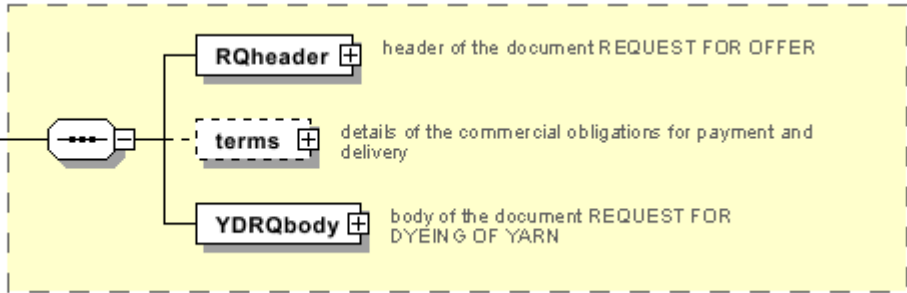 RQheader
header of the document REQUEST FOR OFFER
terms
details of the commercial obligations for payment and
delivery
YDRQbody
body of the document REQUEST FOR
DYEING OF YARN